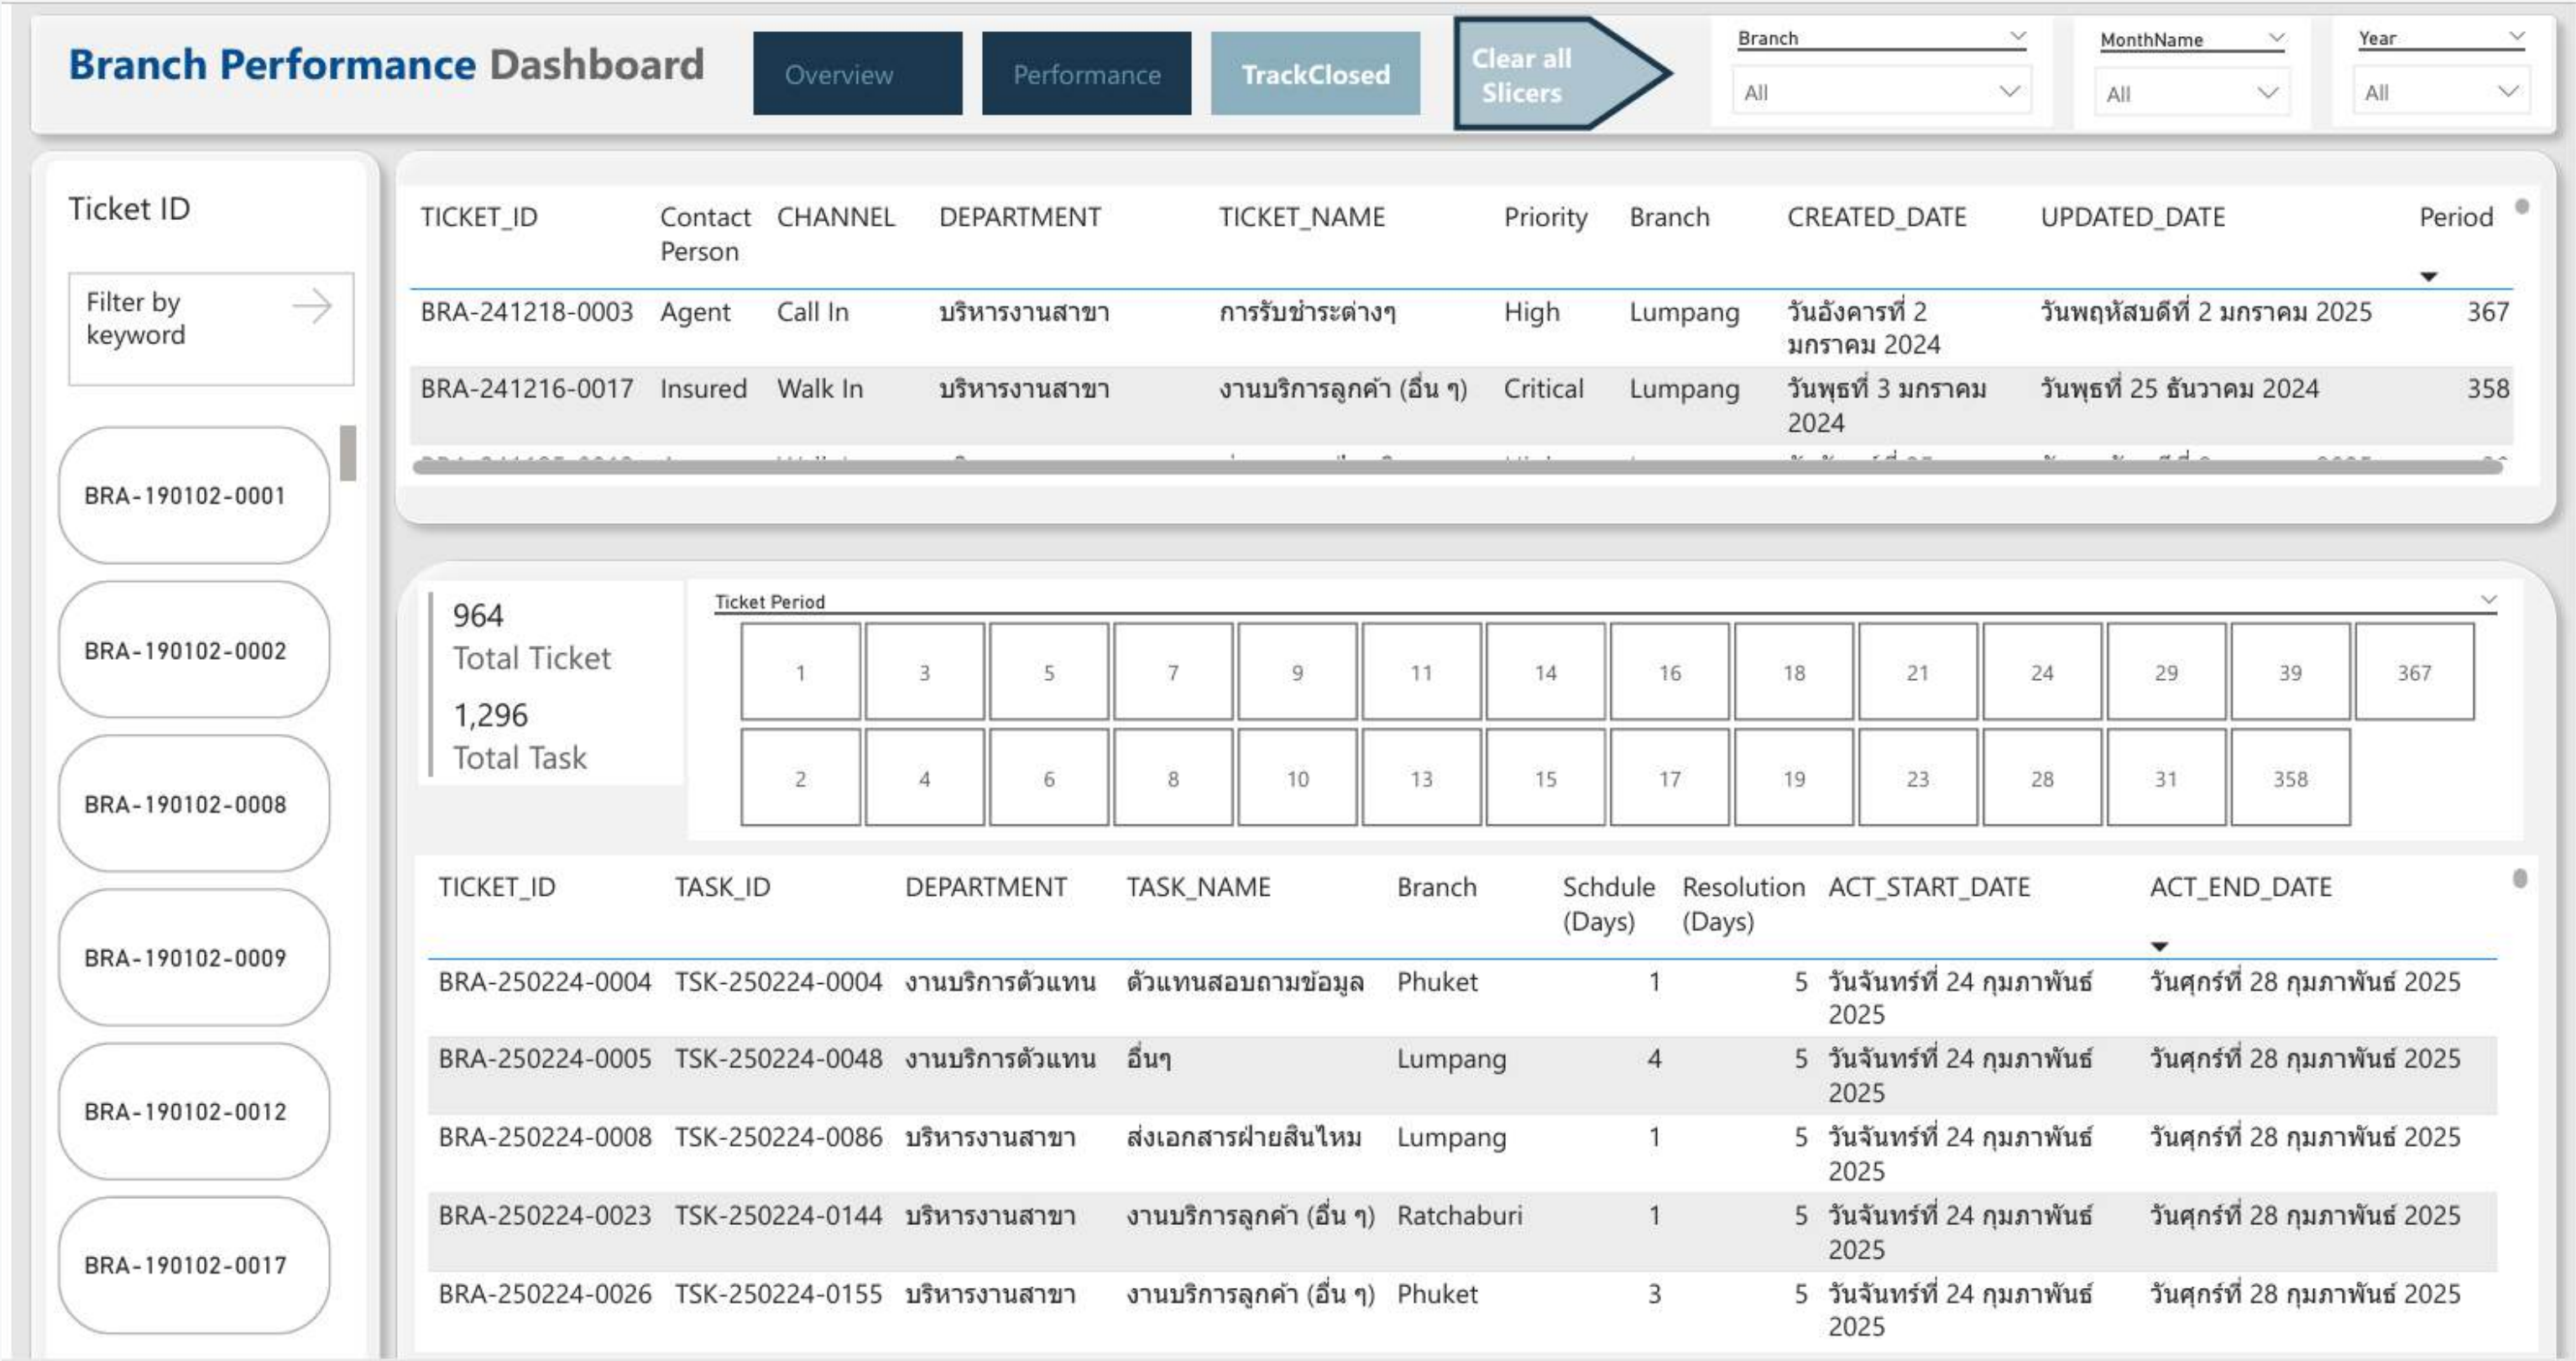 Branch Performance Dashboard
Overview
Performance
TrackClosed
Clear all
Slicers
Branch
All
MonthName
All
Year
All
Ticket ID
Filter by
keyword
BRA-190102-0001
BRA-190102-0002
BRA-190102-0008
BRA-190102-0009
BRA-190102-0012
BRA-190102-0017
TICKET_ID Contact Person CHANNEL DEPARTMENT TICKET_NAME Priority Branch CREATED_DATE UPDATED_DATE Period
BRA-241218-0003 Agent Call In บริหารงานสาขา การรับชำระต่างๆ High Lumpang วันอังคารที่ 2 มกราคม 2024 วันพฤหัสบดีที่ 2 มกราคม 2025 367
BRA-241216-0017 Insured Walk In บริหารงานสาขา งานบริการลูกค้า (อื่น ๆ) Critical Lumpang วันพุธที่ 3 มกราคม 2024 วันพุธที่ 25 ธันวาคม 2024 358
964
Total Ticket
1,296
Total Task
Ticket Period
1 3 5 7 9 11 14 16 18 21 24 29 39 367
2 4 6 8 10 13 15 17 19 23 28 31 358
TICKET_ID TASK_ID DEPARTMENT TASK_NAME Branch Schdule (Days) Resolution (Days) ACT_START_DATE ACT_END_DATE
BRA-250224-0004 TSK-250224-0004 งานบริการตัวแทน ตัวแทนสอบถามข้อมูล Phuket 1 5 วันจันทร์ที่ 24 กุมภาพันธ์ 2025 วันศุกร์ที่ 28 กุมภาพันธ์ 2025
BRA-250224-0005 TSK-250224-0048 งานบริการตัวแทน อื่นๆ Lumpang 4 5 วันจันทร์ที่ 24 กุมภาพันธ์ 2025 วันศุกร์ที่ 28 กุมภาพันธ์ 2025
BRA-250224-0008 TSK-250224-0086 บริหารงานสาขา ส่งเอกสารฝ่ายสินไหม Lumpang 1 5 วันจันทร์ที่ 24 กุมภาพันธ์ 2025 วันศุกร์ที่ 28 กุมภาพันธ์ 2025
BRA-250224-0023 TSK-250224-0144 บริหารงานสาขา งานบริการลูกค้า (อื่น ๆ) Ratchaburi 1 5 วันจันทร์ที่ 24 กุมภาพันธ์ 2025 วันศุกร์ที่ 28 กุมภาพันธ์ 2025
BRA-250224-0026 TSK-250224-0155 บริหารงานสาขา งานบริการลูกค้า (อื่น ๆ) Phuket 3 5 วันจันทร์ที่ 24 กุมภาพันธ์ 2025 วันศุกร์ที่ 28 กุมภาพันธ์ 2025